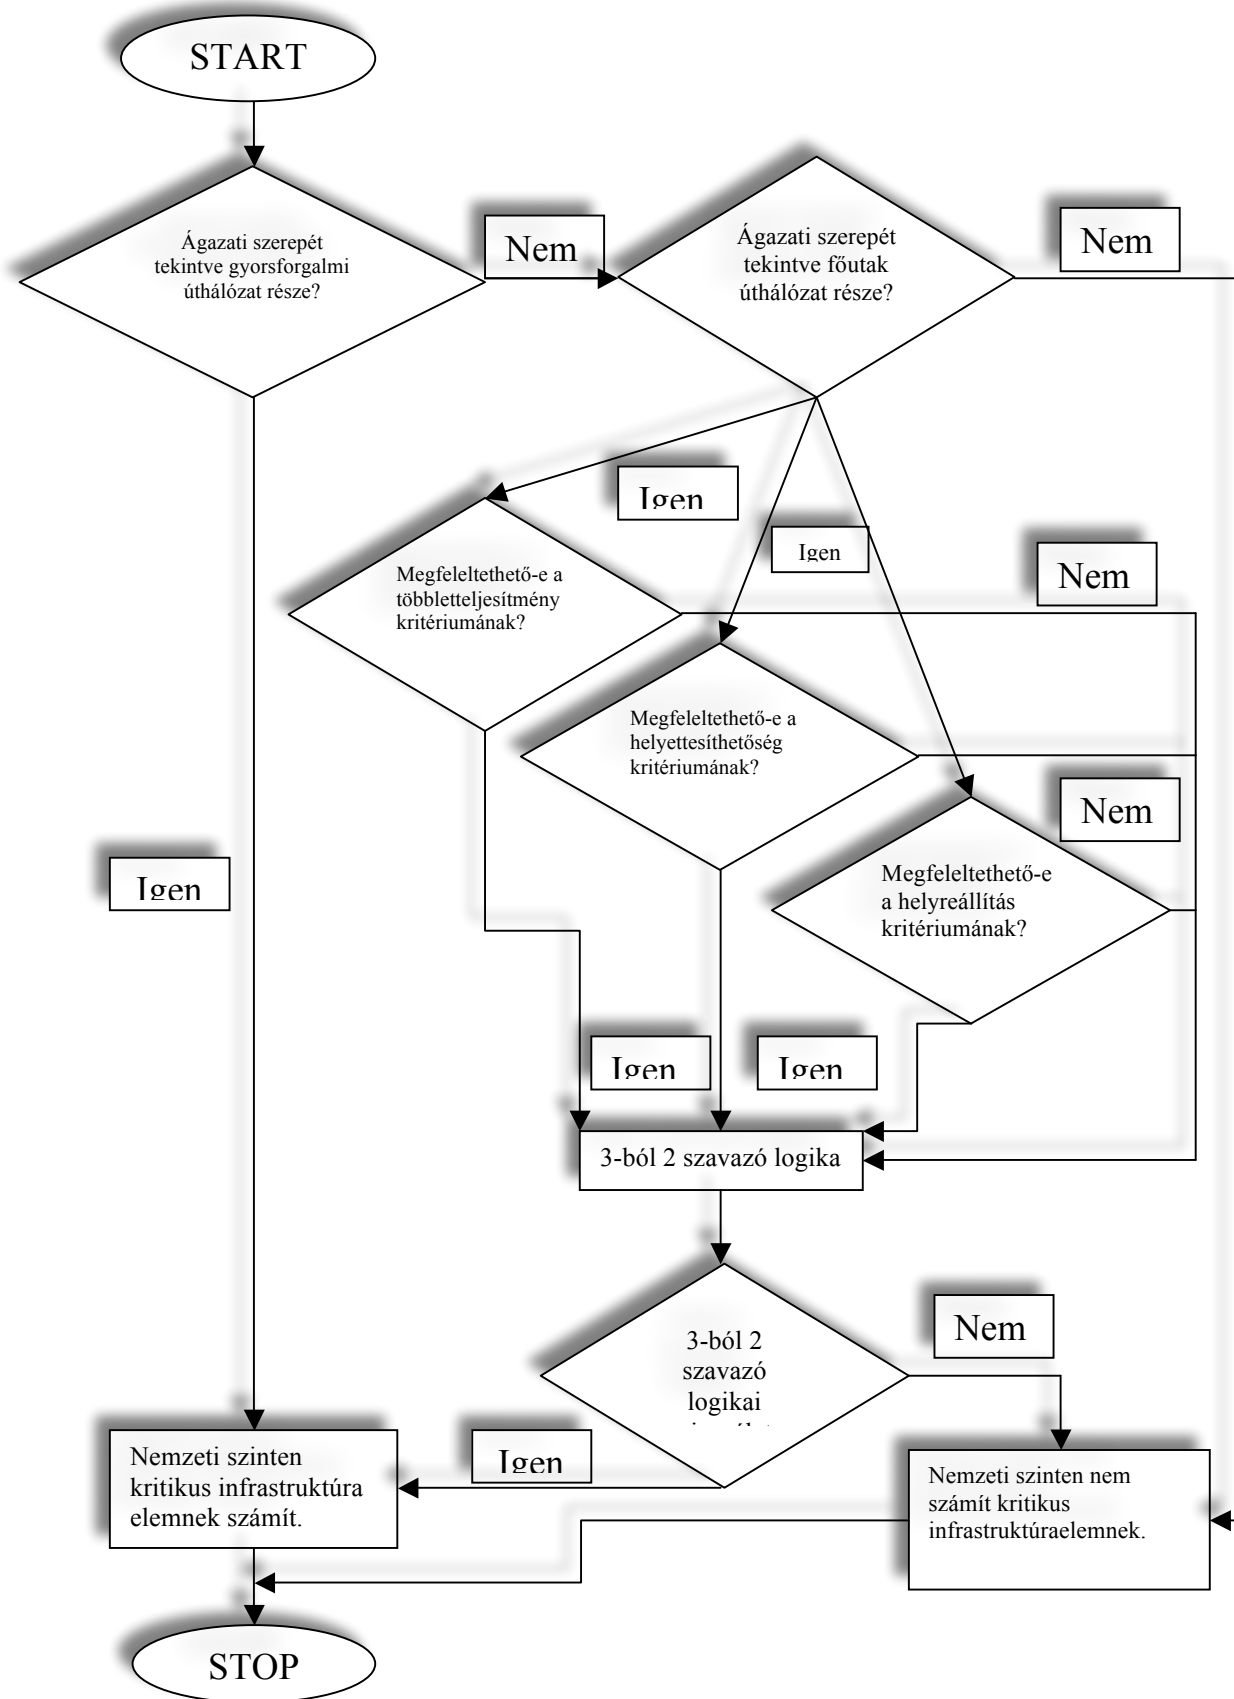 START
Ágazati szerepét
tekintve gyorsforgalmi
úthálózat része?
Nem
Ágazati szerepét
tekintve főutak
úthálózat része?
Nem
Igen
Igen
Megfeleltethető-e a
többletteljesítmény
kritériumának?
Nem
Megfeleltethető-e a
helyettesíthetőség
kritériumának?
Nem
Megfeleltethető-e
a helyreállítás
kritériumának?
Igen
Igen
Igen
3-ból 2 szavazó logika
3-ból 2
szavazó
logikai
Nem
Igen
Nemzeti szinten
kritikus infrastruktúra
elemnek számít.
Nemzeti szinten nem
számít kritikus
infrastruktúraelemnek.
STOP